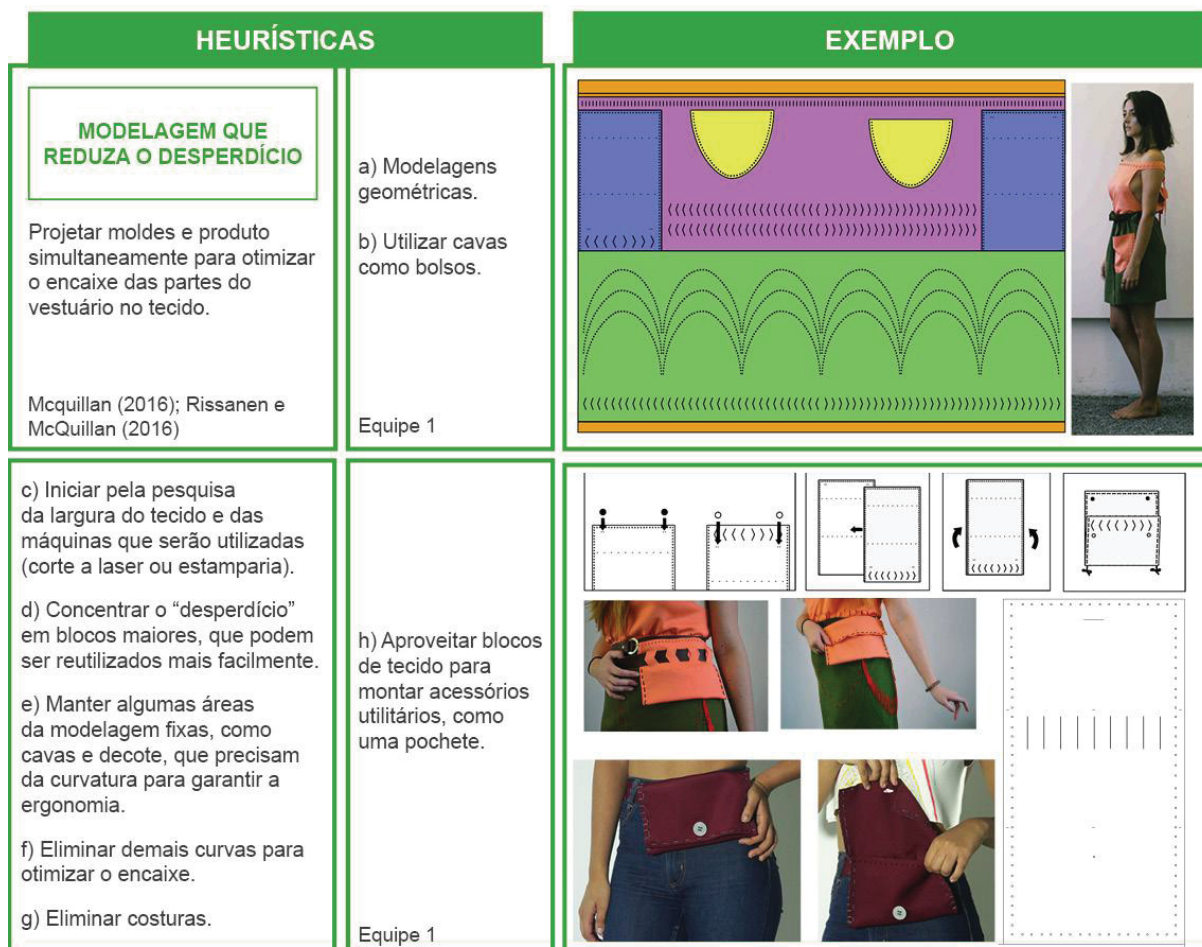 HEURÍSTICAS
EXEMPLO
MODELAGEM QUE
REDUZA O DESPERDÍCIO
Projetar moldes e produto
simultaneamente para otimizar
o encaixe das partes do
vestuário no tecido.
Mcquillan (2016); Rissanen e
McQuillan (2016)
a) Modelagens
geométricas.
b) Utilizar cavas
como bolsos.
Equipe 1
c) Iniciar pela pesquisa
da largura do tecido e das
máquinas que serão utilizadas
(corte a laser ou estamparia).
d) Concentrar o “desperdício”
em blocos maiores, que podem
ser reutilizados mais facilmente.
e) Manter algumas áreas
da modelagem fixas, como
cavas e decote, que precisam
da curvatura para garantir a
ergonomia.
f) Eliminar demais curvas para
otimizar o encaixe.
g) Eliminar costuras.
h) Aproveitar blocos
de tecido para
montar acessórios
utilitários, como
uma pochete.
Equipe 1